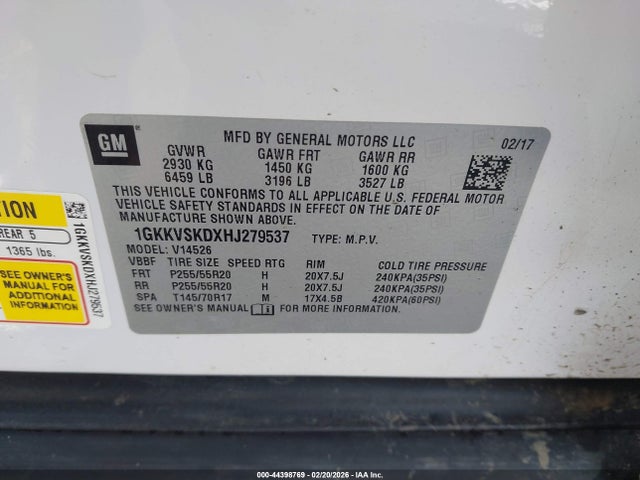 GM
MFD BY GENERAL MOTORS LLC 02/17
GVWR GAWR FRT GAWR RR
2930 KG 1450 KG 1600 KG
6459 LB 3196 LB 3527 LB
THIS VEHICLE CONFORMS TO ALL APPLICABLE U.S. FEDERAL MOTOR
VEHICLE SAFETY STANDARDS IN EFFECT ON THE DATE OF
MANUFACTURE SHOWN ABOVE.
1GKKVSKDXHJ279537 TYPE: M.P.V.
MODEL: V14526
VBBF TIRE SIZE SPEED RTG RIM COLD TIRE PRESSURE
FRT P255/55R20 H 20X7.5J 240KPA(35PSI)
RR P255/55R20 H 20X7.5J 240KPA(35PSI)
SPA T145/70R17 M 17X4.5B 420KPA(60PSI)
SEE OWNER'S MANUAL i FOR MORE INFORMATION.
ION
REAR 5
1365 lbs.
SEE OWNER'S
MANUAL FOR
ADDITIONAL
INFORMATION
1GKKVSKDXHJ279537
000-44398769 - 02/20/2026 - IAA Inc.